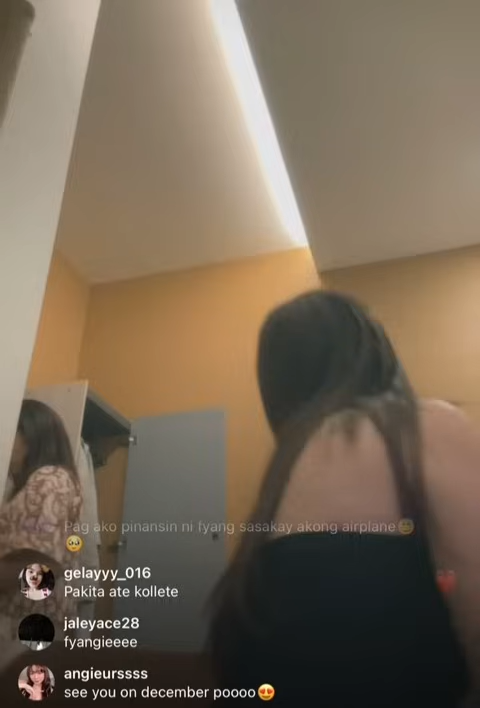 Pag ako pinansin ni fyang sasakay akong airplane😇
🥹
gelayyy_016
Pakita ate kollete
jaleyace28
fyangieeee
angieurssss
see you on december poooo😍